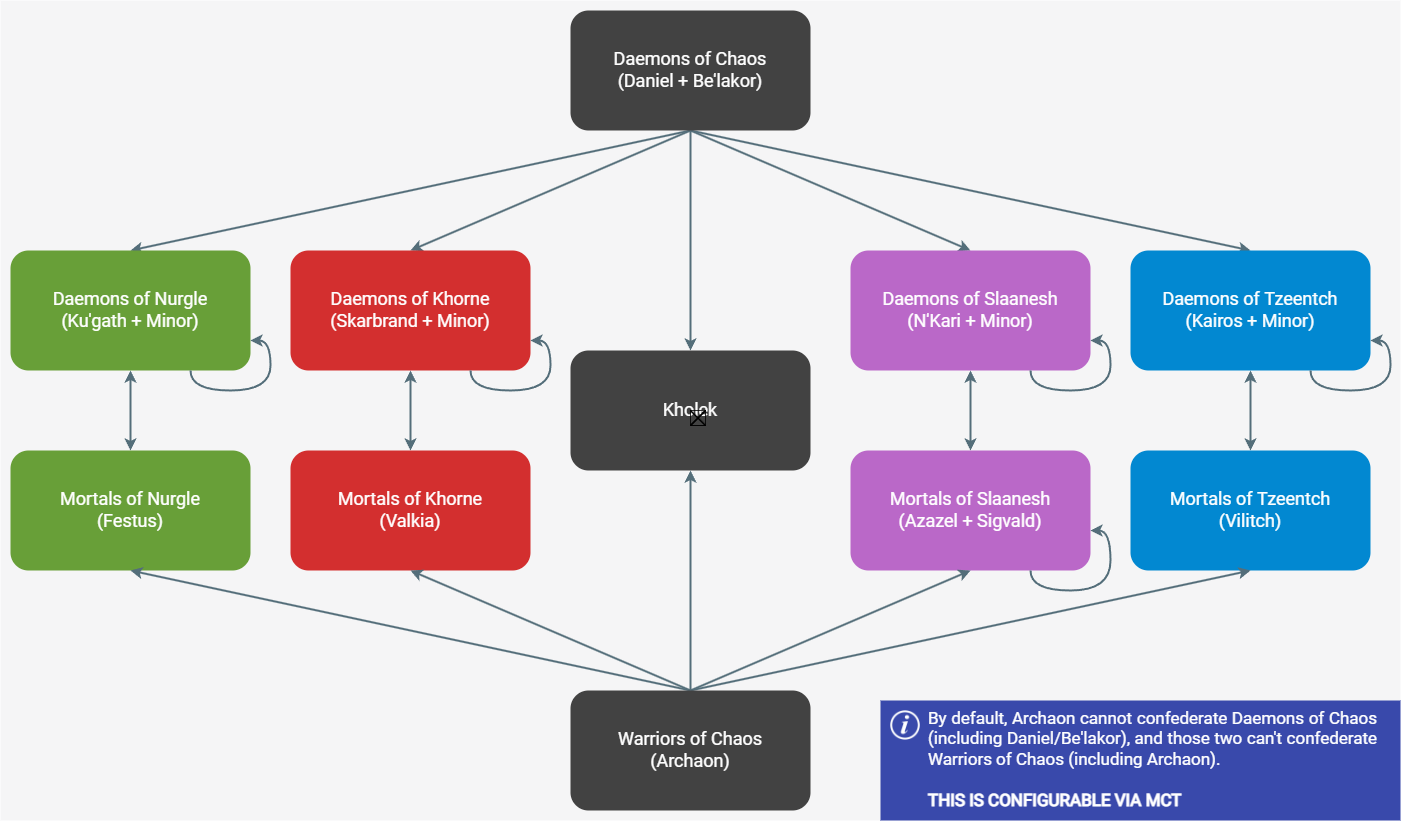 Daemons of Chaos
(Daniel + Be'lakor)
Daemons of Nurgle
(Ku'gath + Minor)
Daemons of Khorne
(Skarbrand + Minor)
Daemons of Slaanesh
(N'Kari + Minor)
Daemons of Tzeentch
(Kairos + Minor)
Kholak
Mortals of Nurgle
(Festus)
Mortals of Khorne
(Valkia)
Mortals of Slaanesh
(Azazel + Sigvald)
Mortals of Tzeentch
(Vilitch)
Warriors of Chaos
(Archaon)
By default, Archaon cannot confederate Daemons of Chaos
(including Daniel/Be'lakor), and those two can't confederate
Warriors of Chaos (including Archaon).
THIS IS CONFIGURABLE VIA MCT